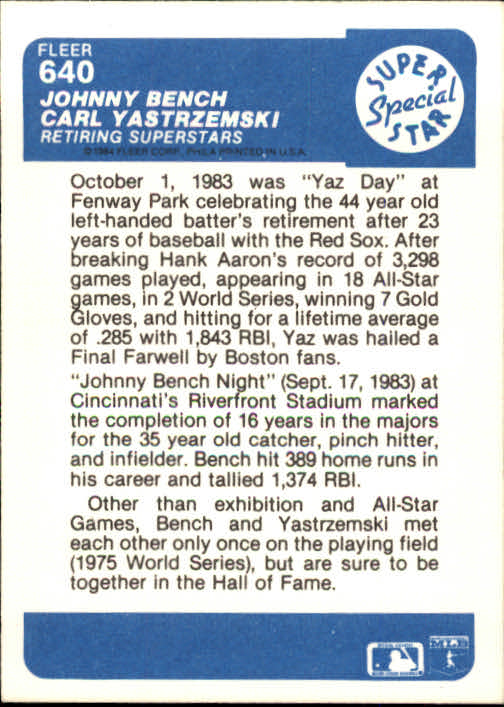 FLEER
640
JOHNNY BENCH
CARL YASTRZEMSKI
RETIRING SUPERSTARS
©1984 FLEER CORP., PHILA PRINTED IN U.S.A.
SUPER
Special
STAR
October 1, 1983 was "Yaz Day" at
Fenway Park celebrating the 44 year old
left-handed batter's retirement after 23
years of baseball with the Red Sox. After
breaking Hank Aaron's record of 3,298
games played, appearing in 18 All-Star
games, in 2 World Series, winning 7 Gold
Gloves, and hitting for a lifetime average
of .285 with 1,843 RBI, Yaz was hailed a
Final Farwell by Boston fans.
"Johnny Bench Night" (Sept. 17, 1983) at
Cincinnati's Riverfront Stadium marked
the completion of 16 years in the majors
for the 35 year old catcher, pinch hitter,
and infielder. Bench hit 389 home runs in
his career and tallied 1,374 RBI.
Other than exhibition and All-Star
Games, Bench and Yastrzemski met
each other only once on the playing field
(1975 World Series), but are sure to be
together in the Hall of Fame.